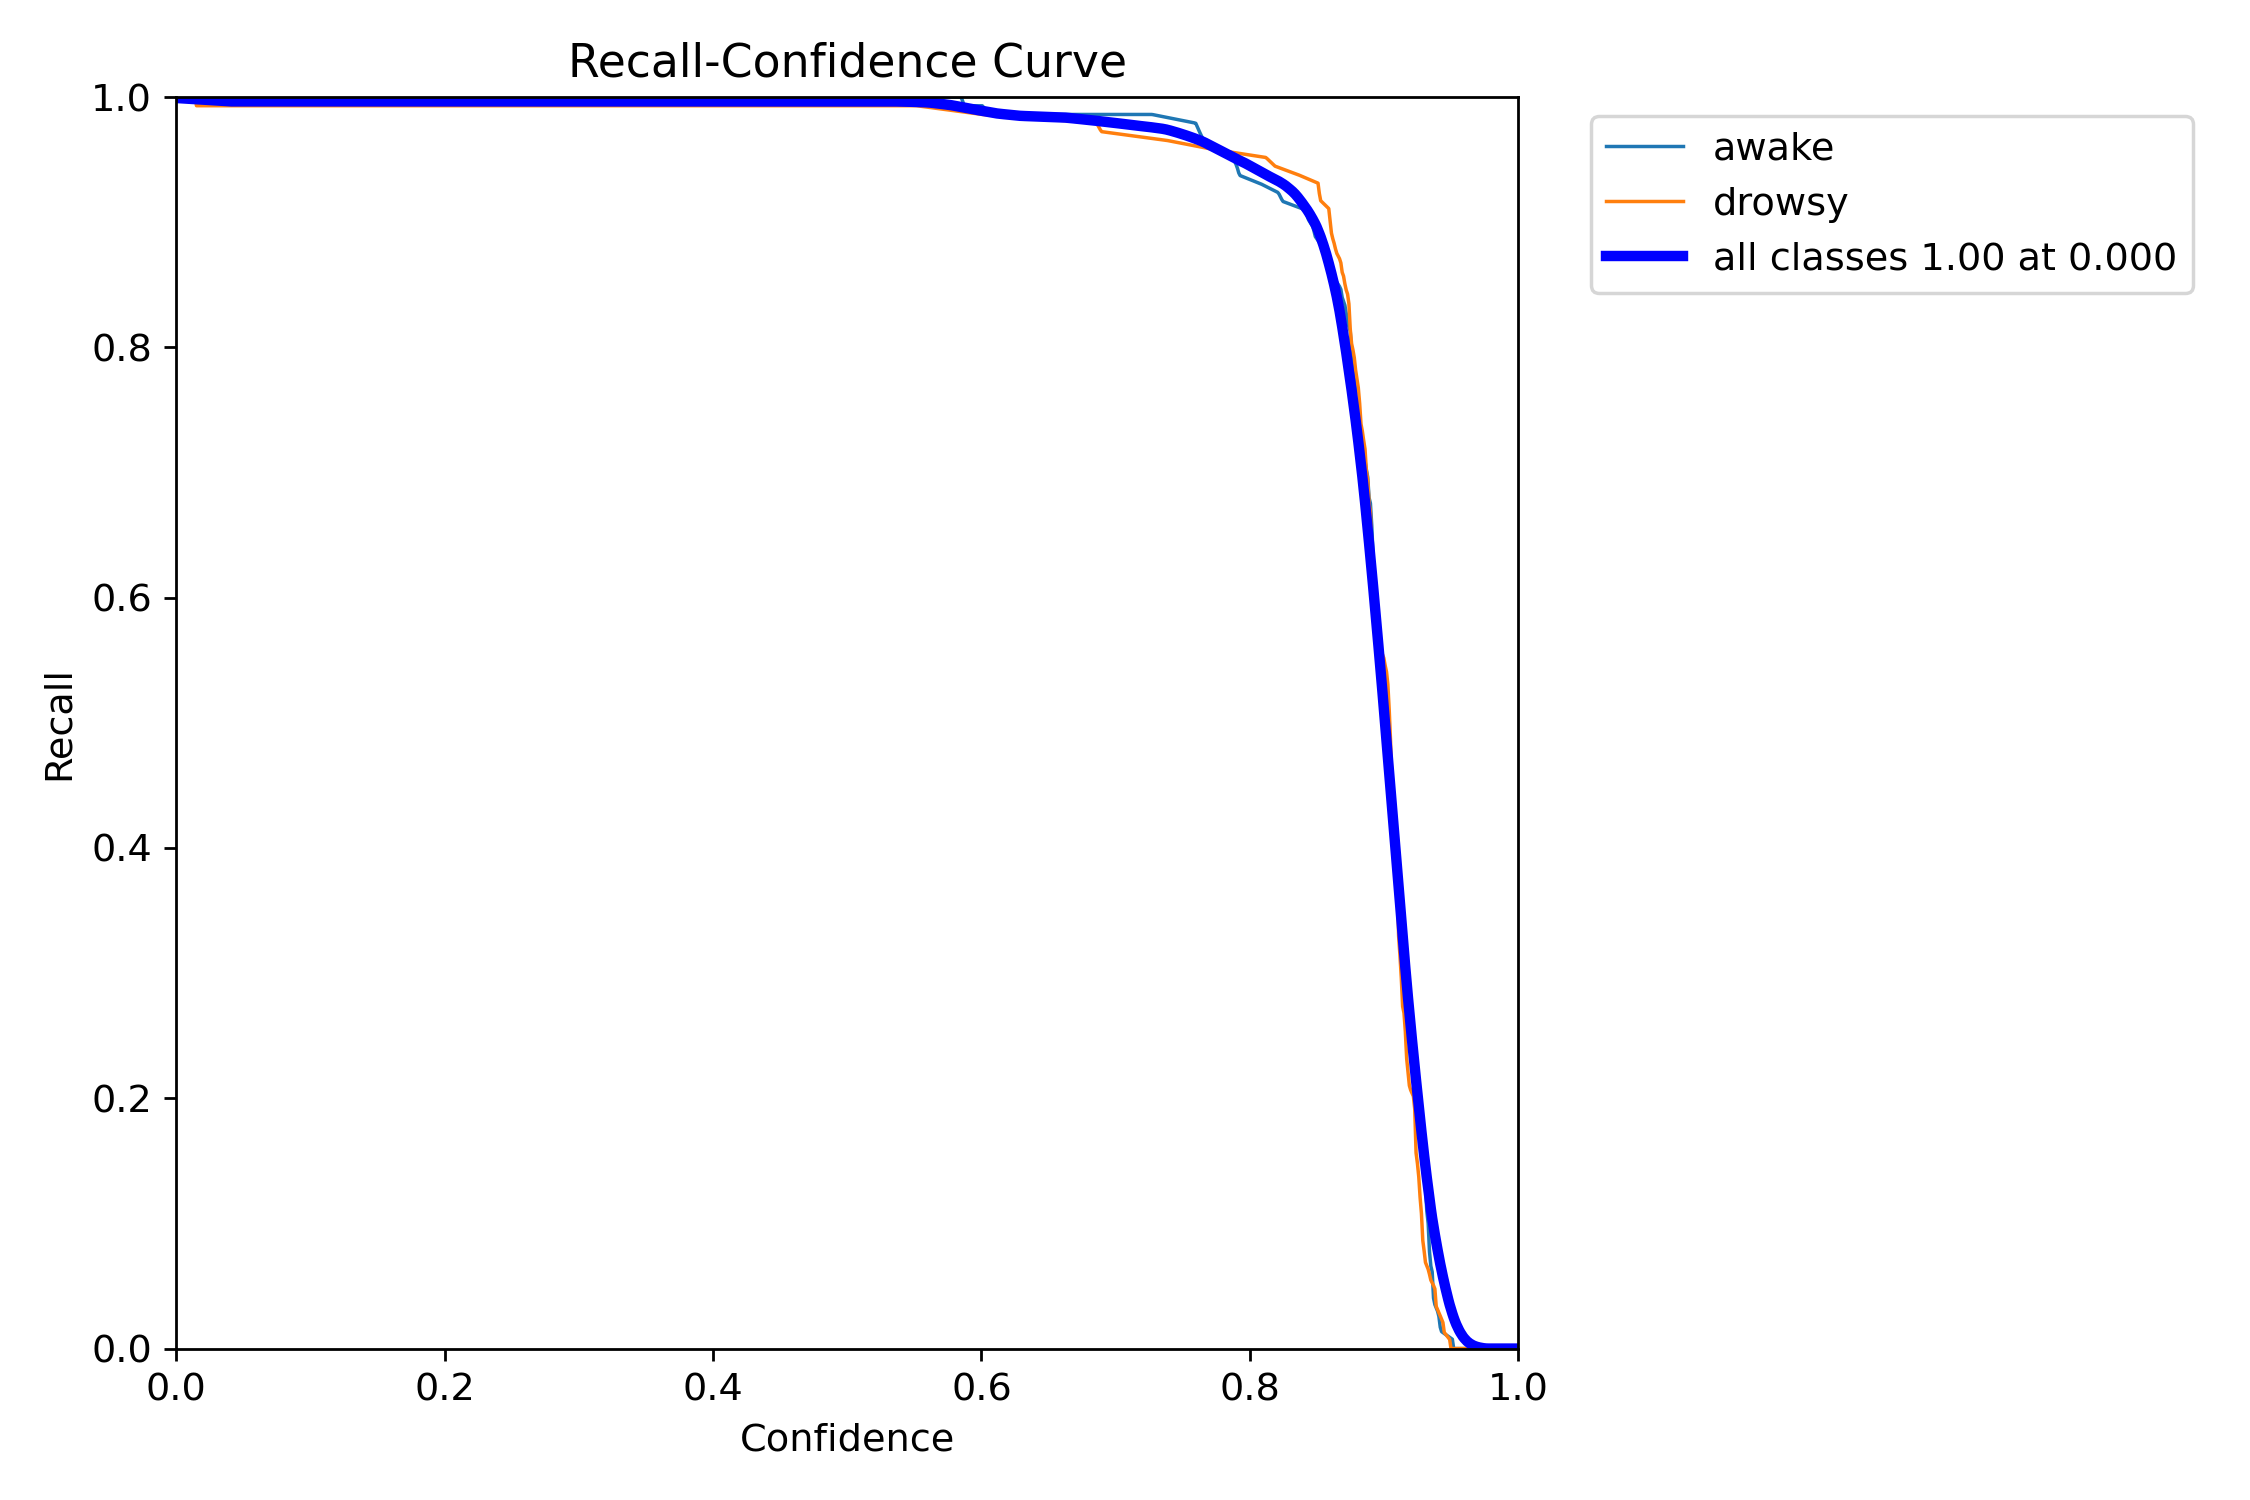 Recall-Confidence Curve
1.0
0.8
0.6
0.4
0.2
0.0
Recall
0.0 0.2 0.4 0.6 0.8 1.0
Confidence
awake
drowsy
all classes 1.00 at 0.000